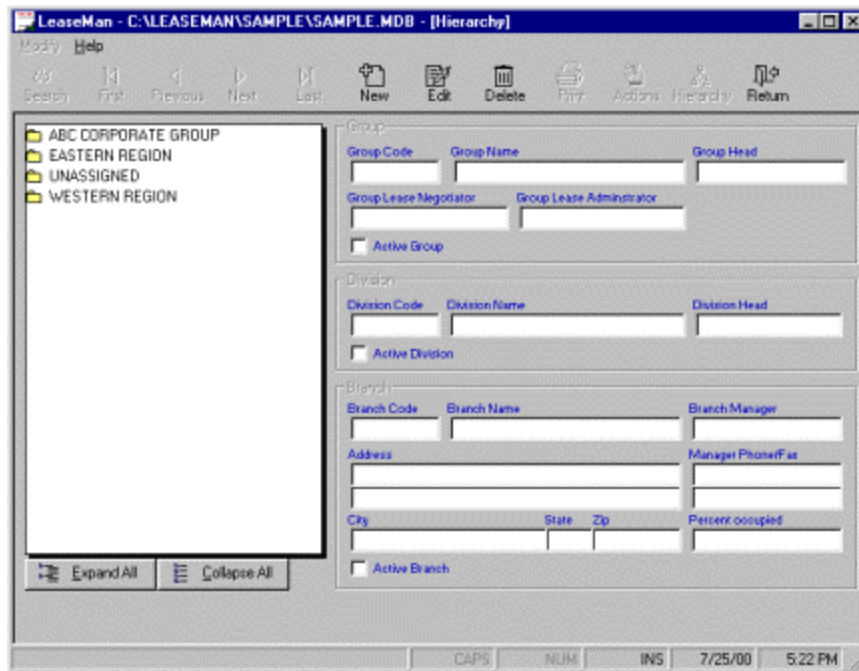 LeaseMan - C:\LEASEMAN\SAMPLE\SAMPLE.MDB - [Hierarchy]
Modify Help
Search First Previous Next Last New Edit Delete Print Actions Hierarchy Return
ABC CORPORATE GROUP
EASTERN REGION
UNASSIGNED
WESTERN REGION
Expand All Collapse All
Group
Group Code Group Name Group Head
Group Lease Negotiator Group Lease Adminstrator
Active Group
Division
Division Code Division Name Division Head
Active Division
Branch
Branch Code Branch Name Branch Manager
Address Manager Phone/Fax
City State Zip Percent occupied
Active Branch
CAPS NUM INS 7/25/00 5:22 PM